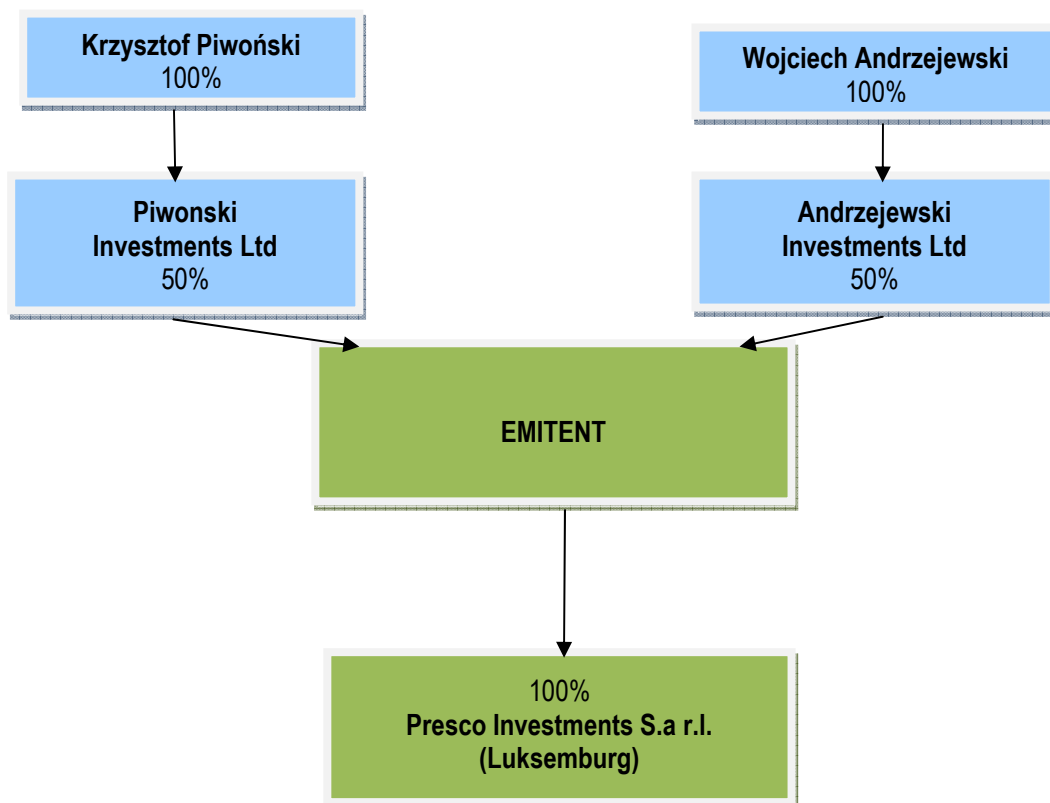 Krzysztof Piwoński
100%
Wojciech Andrzejewski
100%
Piwonski
Investments Ltd
50%
Andrzejewski
Investments Ltd
50%
EMITENT
100%
Presco Investments S.a r.l.
(Luksemburg)